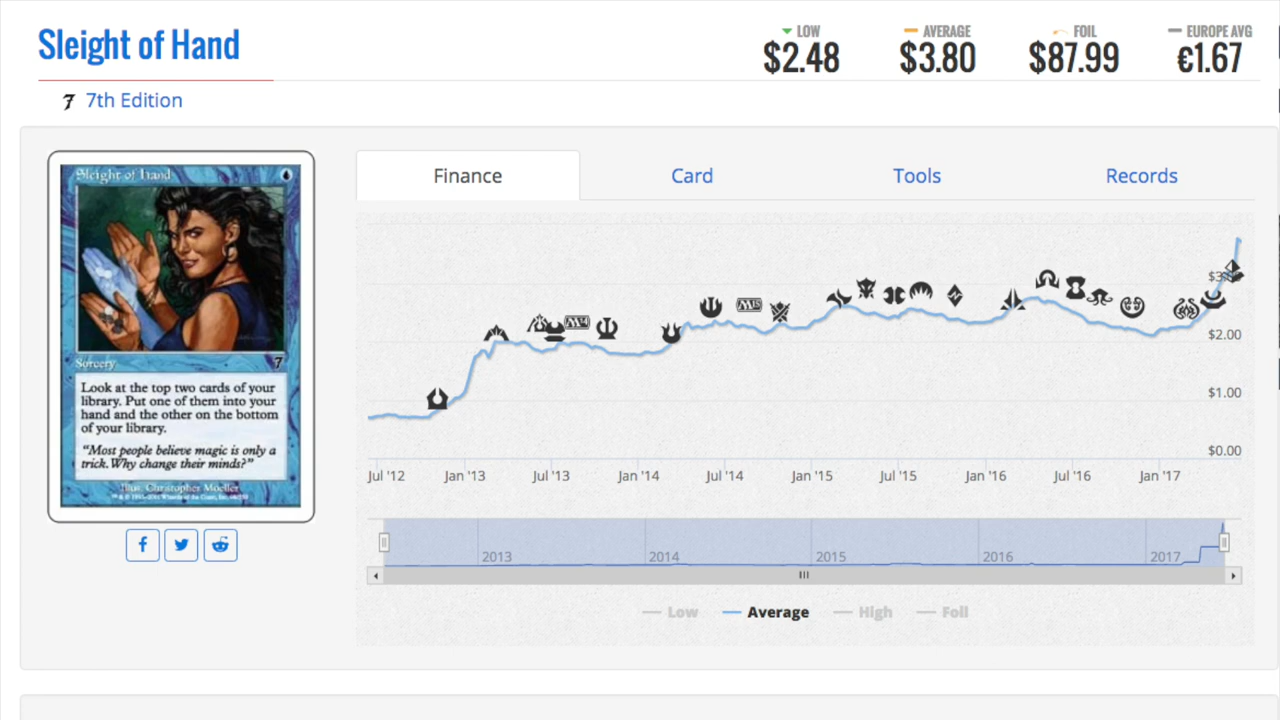 Sleight of Hand
LOW
$2.48
AVERAGE
$3.80
FOIL
$87.99
EUROPE AVG
€1.67
7 7th Edition
Finance
Card
Tools
Records
Sleight of Hand
Sorcery
7
Look at the top two cards of your
library. Put one of them into your
hand and the other on the bottom
of your library.
"Most people believe magic is only a
trick. Why change their minds?"
Illus. Christopher Moeller
M14
M15
$3
$2.00
$1.00
$0.00
Jul '12
Jan '13
Jul '13
Jan '14
Jul '14
Jan '15
Jul '15
Jan '16
Jul '16
Jan '17
2013
2014
2015
2016
2017
Low
Average
High
Foil